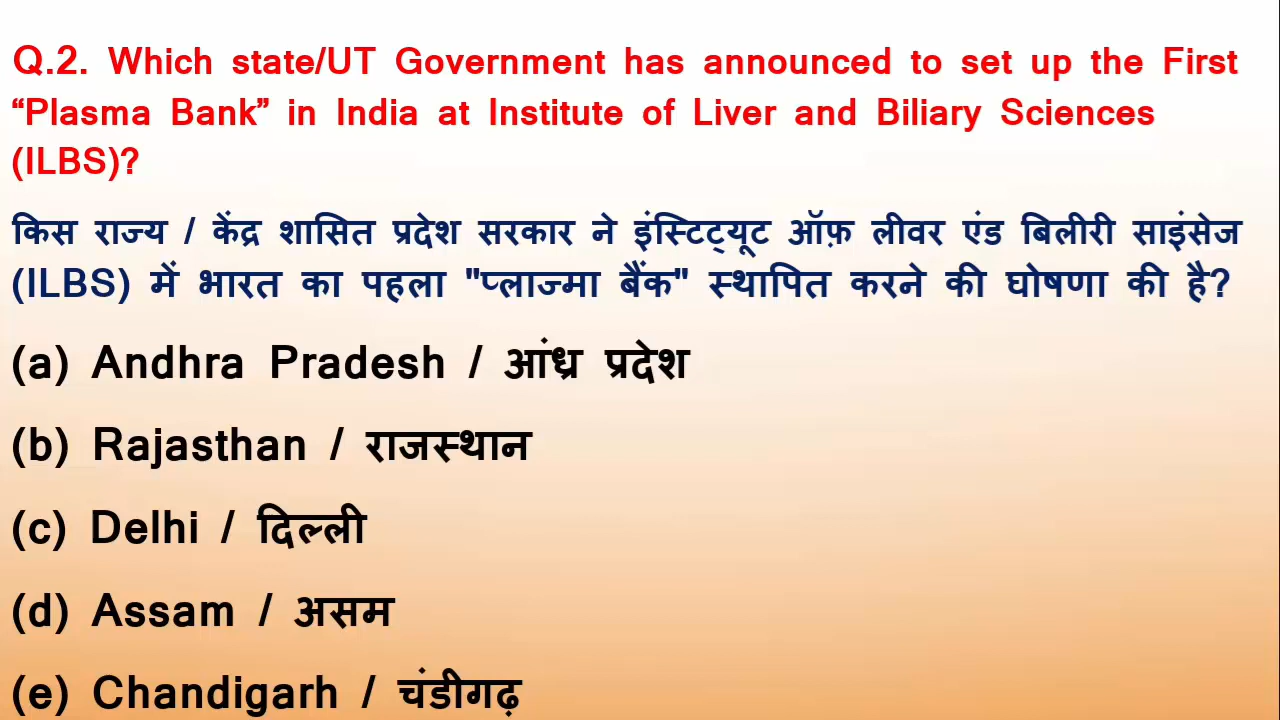 Q.2. Which state/UT Government has announced to set up the First
“Plasma Bank” in India at Institute of Liver and Biliary Sciences
(ILBS)?
किस राज्य / केंद्र शासित प्रदेश सरकार ने इंस्टिट्यूट ऑफ़ लीवर एंड बिलीरी साइंसेज
(ILBS) में भारत का पहला "प्लाज्मा बैंक" स्थापित करने की घोषणा की है?
(a) Andhra Pradesh / आंध्र प्रदेश
(b) Rajasthan / राजस्थान
(c) Delhi / दिल्ली
(d) Assam / असम
(e) Chandigarh / चंडीगढ़